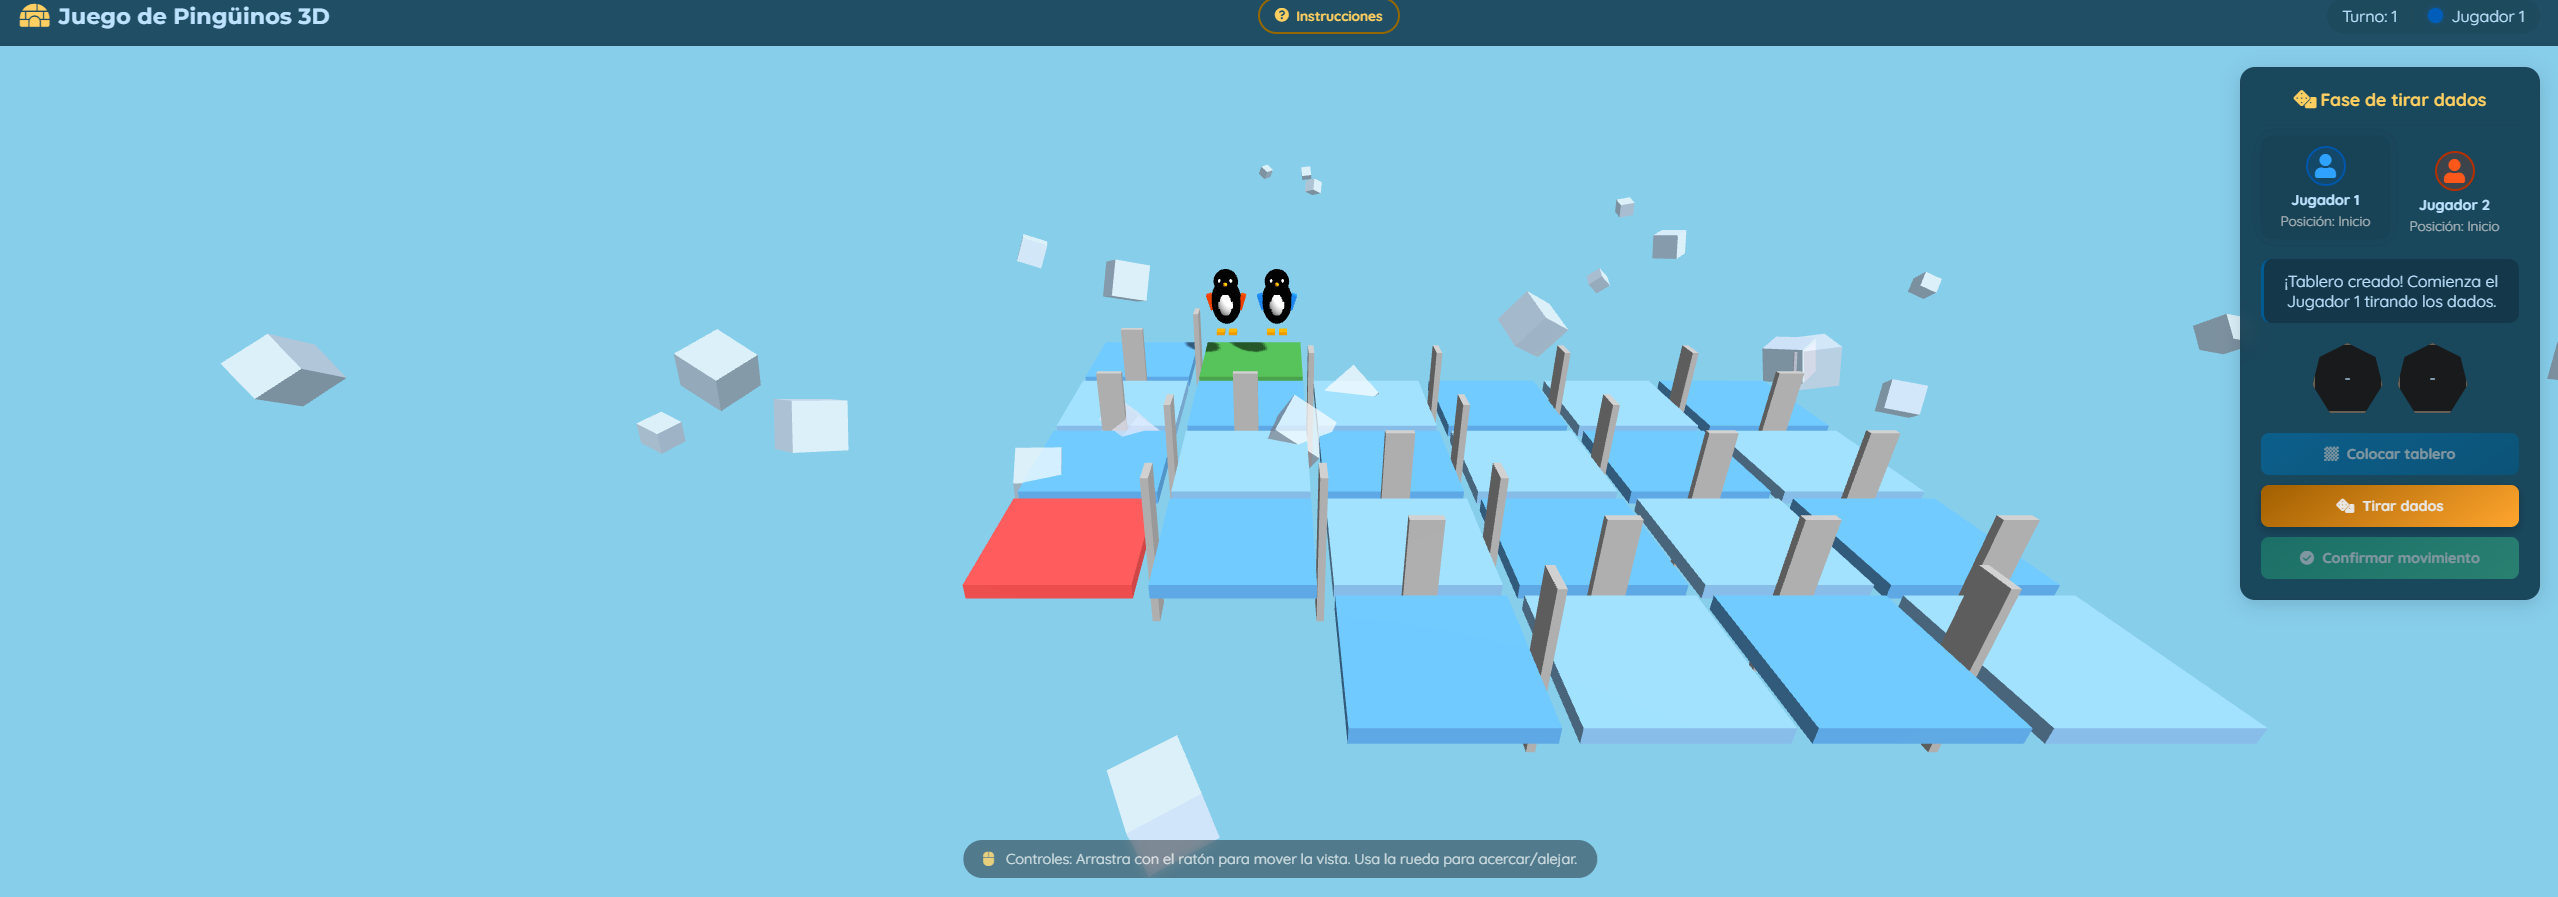 Juego de Pingüinos 3D
Instrucciones
Turno: 1
Jugador 1
Fase de tirar dados
Jugador 1
Posición: Inicio
Jugador 2
Posición: Inicio
¡Tablero creado! Comienza el
Jugador 1 tirando los dados.
-
-
Colocar tablero
Tirar dados
Confirmar movimiento
Controles: Arrastra con el ratón para mover la vista. Usa la rueda para acercar/alejar.